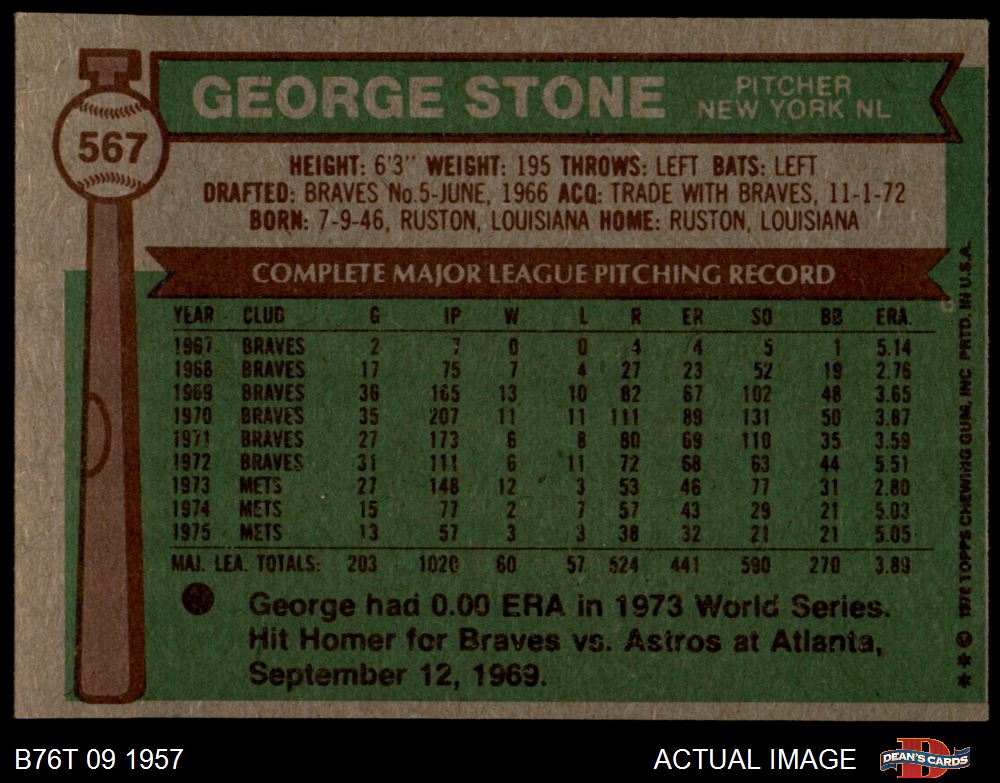 567
GEORGE STONE
PITCHER
NEW YORK NL
HEIGHT: 6'3" WEIGHT: 195 THROWS: LEFT BATS: LEFT
DRAFTED: BRAVES No.5-JUNE, 1966 ACQ: TRADE WITH BRAVES, 11-1-72
BORN: 7-9-46, RUSTON, LOUISIANA HOME: RUSTON, LOUISIANA
COMPLETE MAJOR LEAGUE PITCHING RECORD
YEAR CLUB G IP W L R ER SO BB ERA
1967 BRAVES 2 7 0 0 4 4 5 1 5.14
1968 BRAVES 17 75 7 4 27 23 52 19 2.76
1969 BRAVES 36 165 13 10 82 67 102 48 3.65
1970 BRAVES 35 207 11 11 111 89 131 50 3.87
1971 BRAVES 27 173 6 8 80 69 110 35 3.59
1972 BRAVES 31 111 6 11 72 68 63 44 5.51
1973 METS 27 148 12 3 53 46 77 31 2.80
1974 METS 15 77 2 7 57 43 29 21 5.03
1975 METS 13 57 3 3 38 32 21 21 5.05
MAJ. LEA. TOTALS: 203 1020 60 57 524 441 590 270 3.89
George had 0.00 ERA in 1973 World Series.
Hit Homer for Braves vs. Astros at Atlanta,
September 12, 1969.
** © 1976 TOPPS CHEWING GUM, INC PRTD. IN U.S.A.
B76T 09 1957
ACTUAL IMAGE
DEAN'S CARDS